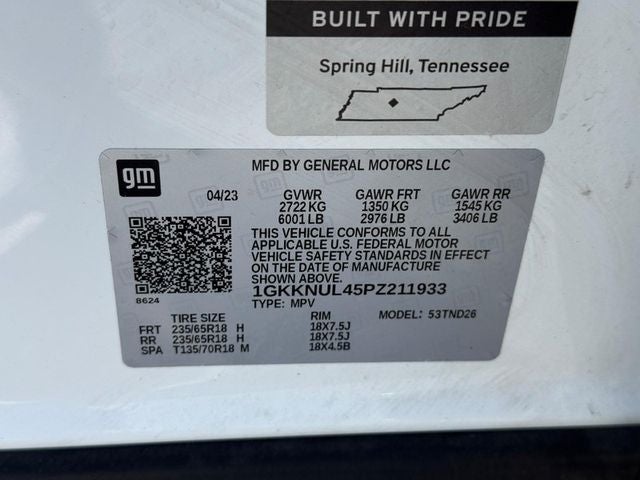 BUILT WITH PRIDE
Spring Hill, Tennessee
gm
MFD BY GENERAL MOTORS LLC
04/23 GVWR GAWR FRT GAWR RR
2722 KG 1350 KG 1545 KG
6001 LB 2976 LB 3406 LB
THIS VEHICLE CONFORMS TO ALL
APPLICABLE U.S. FEDERAL MOTOR
VEHICLE SAFETY STANDARDS IN EFFECT
ON THE DATE OF MANUFACTURE
SHOWN ABOVE.
8624
1GKKNUL45PZ211933
TYPE: MPV
TIRE SIZE RIM MODEL: 53TND26
FRT 235/65R18 H 18X7.5J
RR 235/65R18 H 18X7.5J
SPA T135/70R18 M 18X4.5B